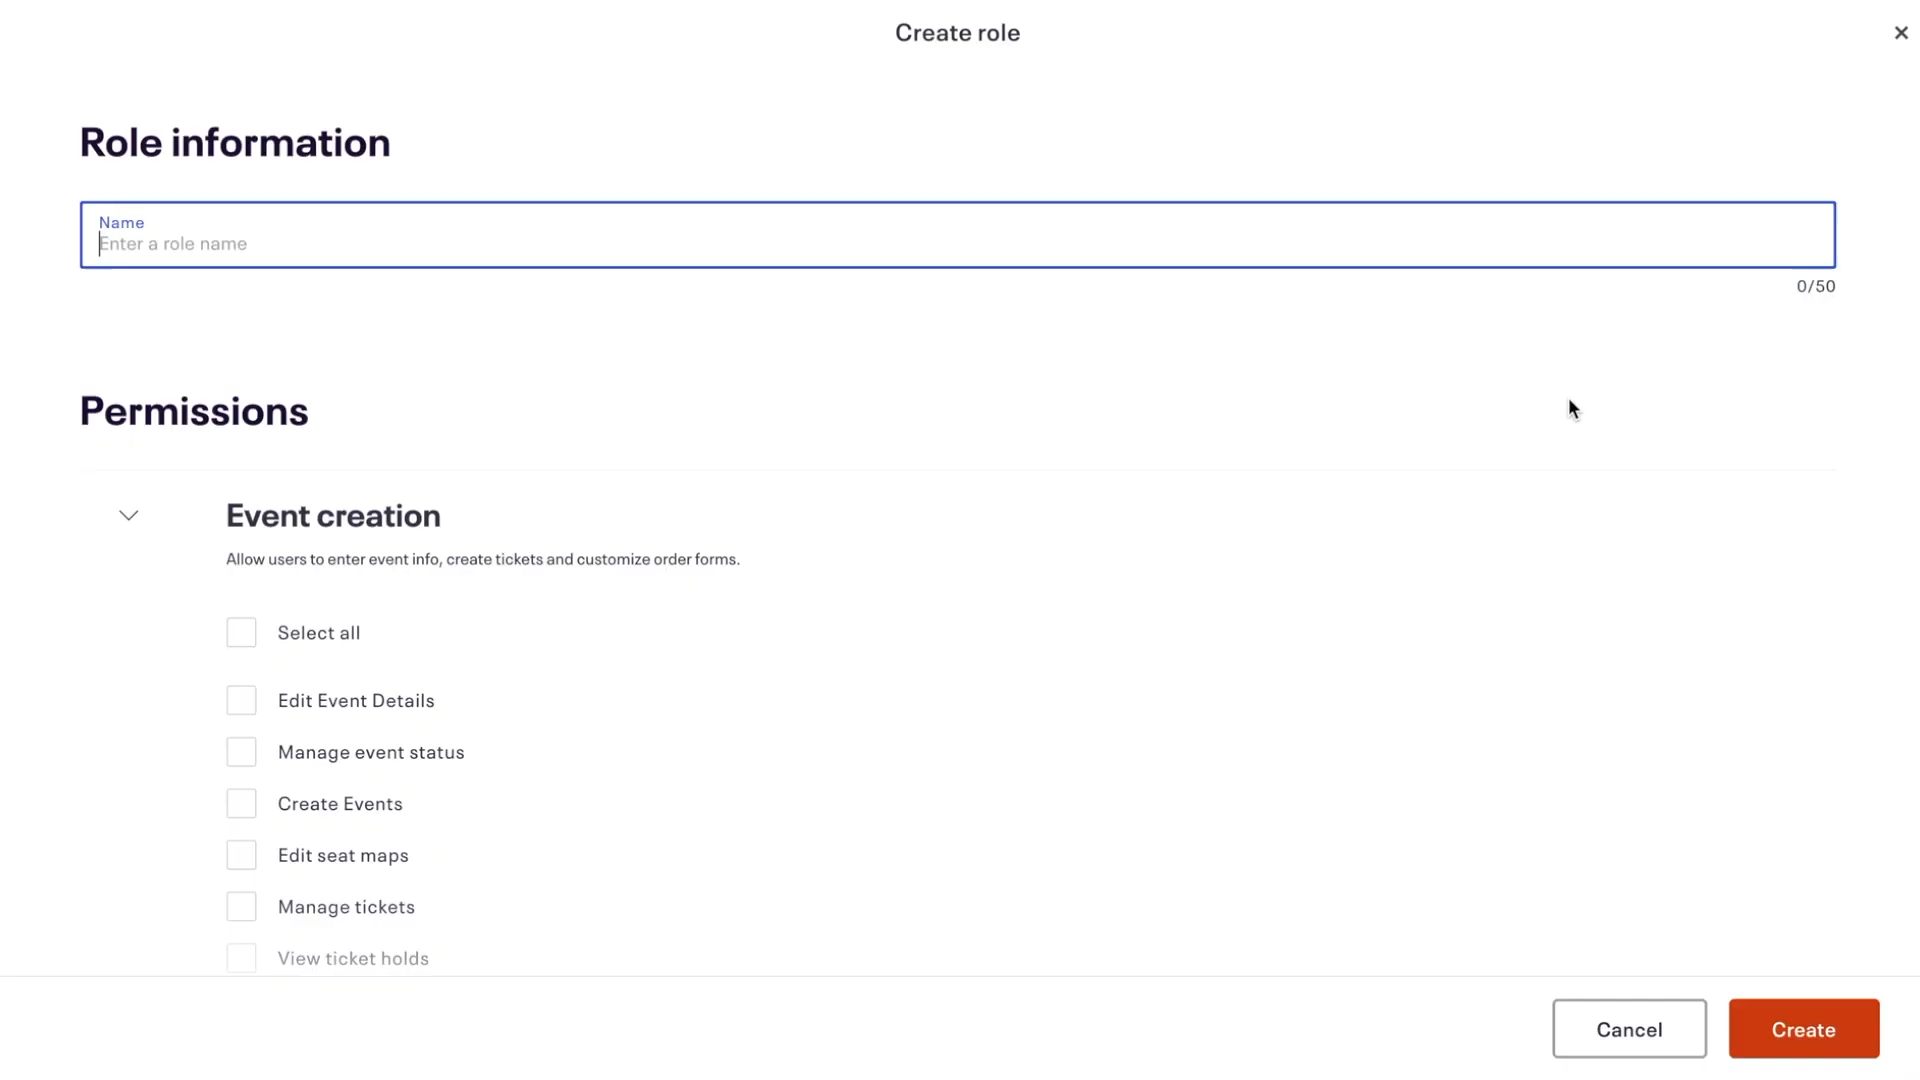 Create role
Role information
Name
Enter a role name
0/50
Permissions
Event creation
Allow users to enter event info, create tickets and customize order forms.
Select all
Edit Event Details
Manage event status
Create Events
Edit seat maps
Manage tickets
View ticket holds
Cancel
Create